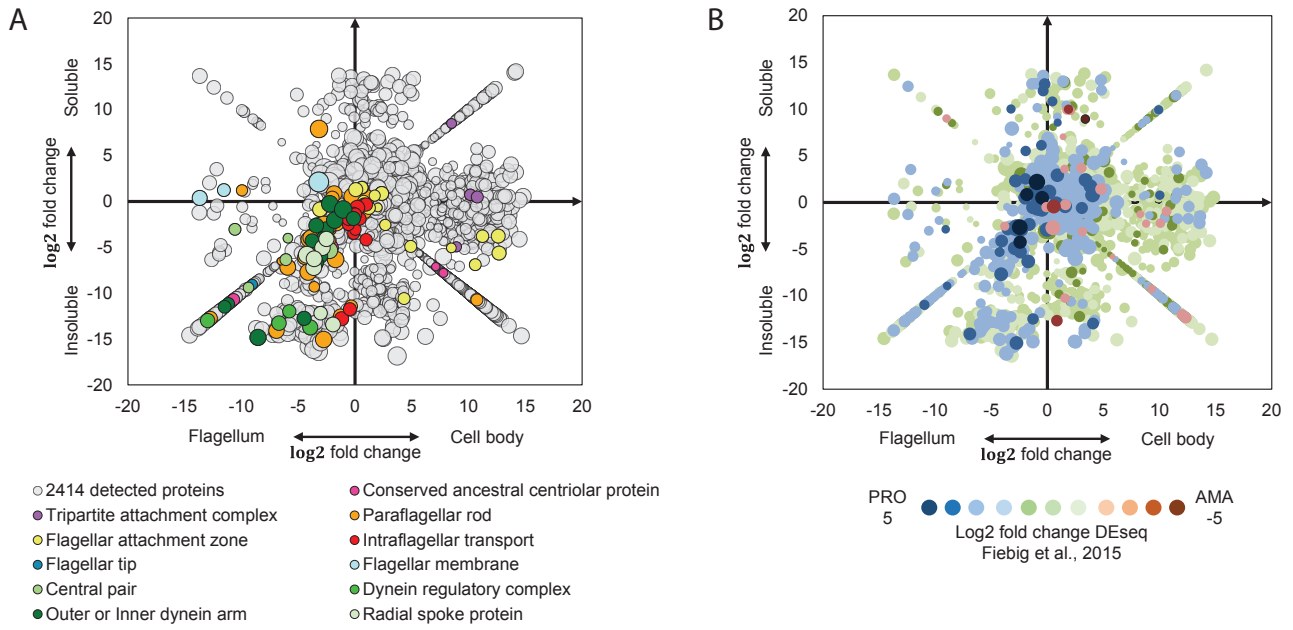 A
20
15
10
5
0
-5
-10
-15
-20
Soluble
log2 fold change
Insoluble
-20 -15 -10 -5 0 5 10 15 20
Flagellum Cell body
log2 fold change
2414 detected proteins
Tripartite attachment complex
Flagellar attachment zone
Flagellar tip
Central pair
Outer or Inner dynein arm
Conserved ancestral centriolar protein
Paraflagellar rod
Intraflagellar transport
Flagellar membrane
Dynein regulatory complex
Radial spoke protein
B
20
15
10
5
0
-5
-10
-15
-20
Soluble
log2 fold change
Insoluble
-20 -15 -10 -5 0 5 10 15 20
Flagellum Cell body
log2 fold change
PRO AMA
5 -5
Log2 fold change DEseq
Fiebig et al., 2015